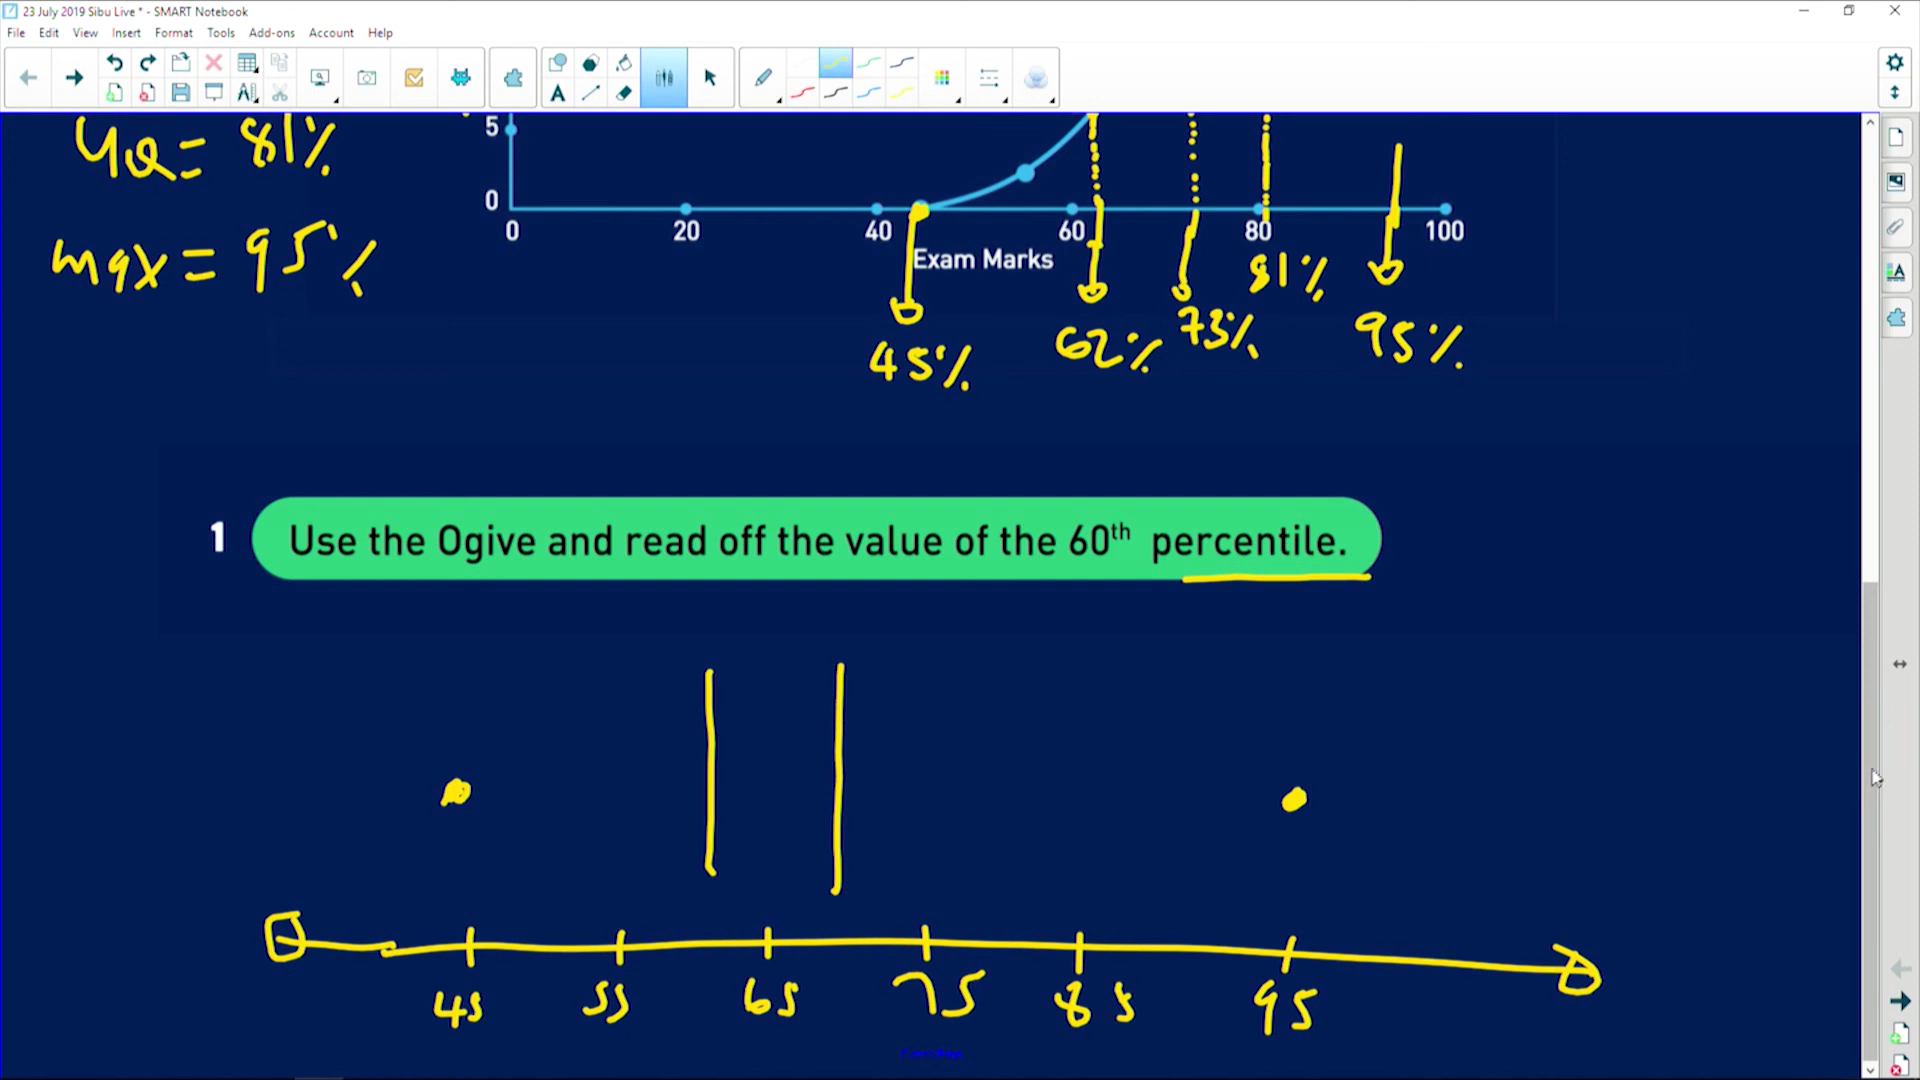 23 July 2019 Sibu Live * - SMART Notebook
File Edit View Insert Format Tools Add-ons Account Help
UQ = 81%
5
0
0 20 40 60 80 100
Exam Marks
max = 95%
45% 62% 73% 81% 95%
1 Use the Ogive and read off the value of the 60th percentile.
45 55 65 75 85 95